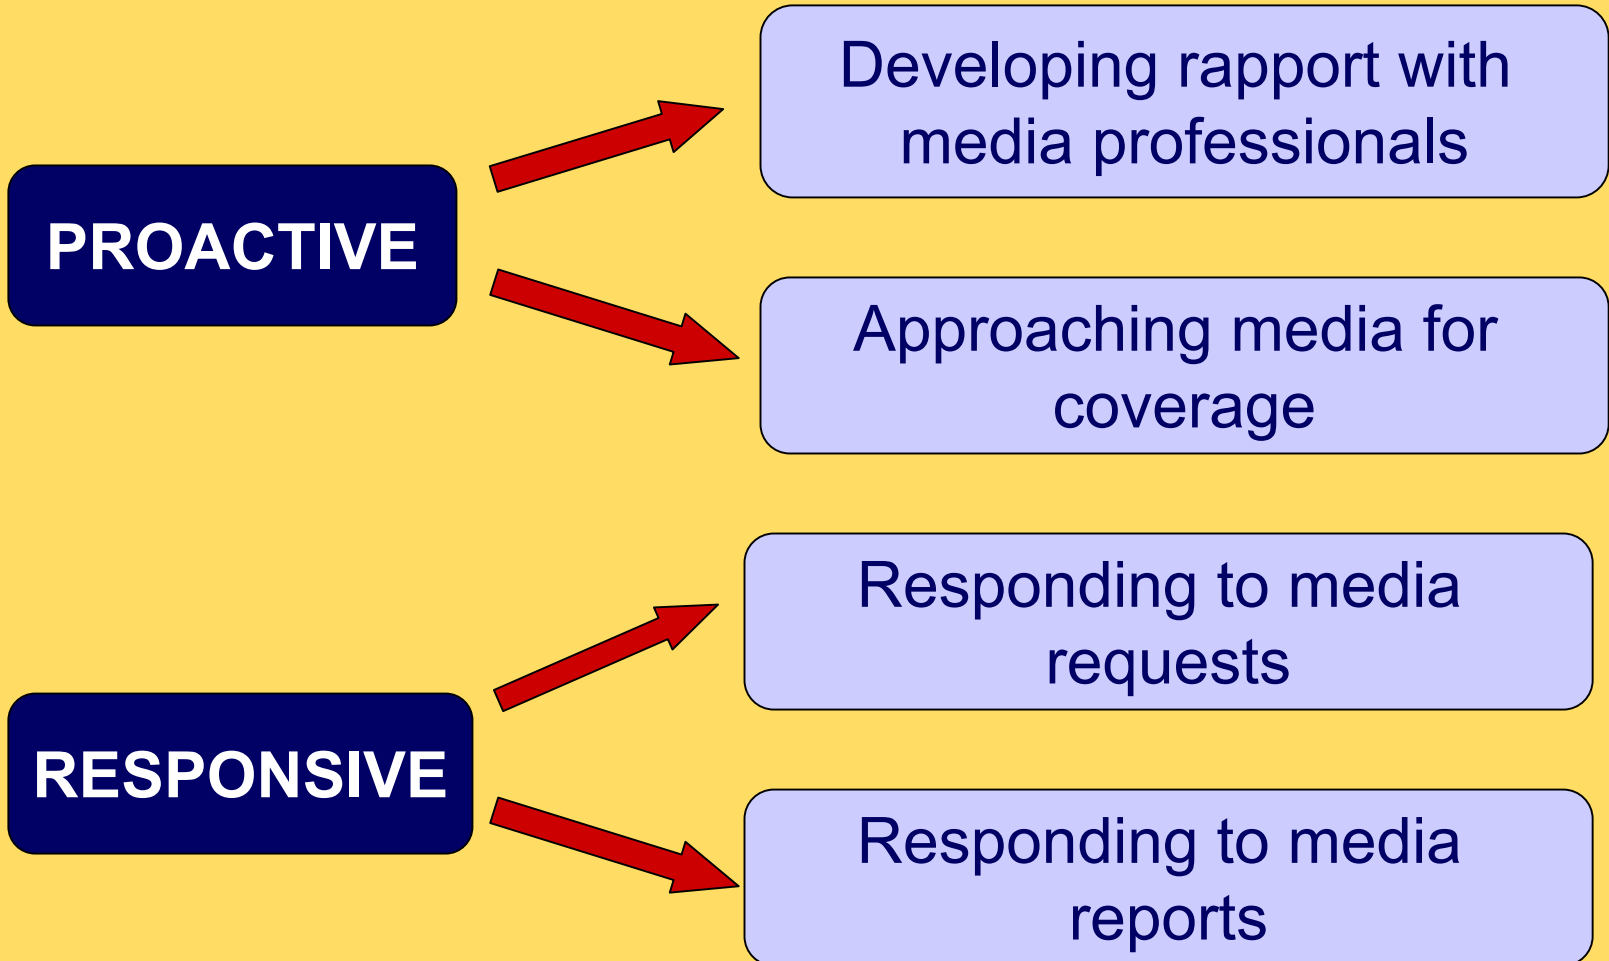 PROACTIVE
Developing rapport with
media professionals
Approaching media for
coverage
RESPONSIVE
Responding to media
requests
Responding to media
reports